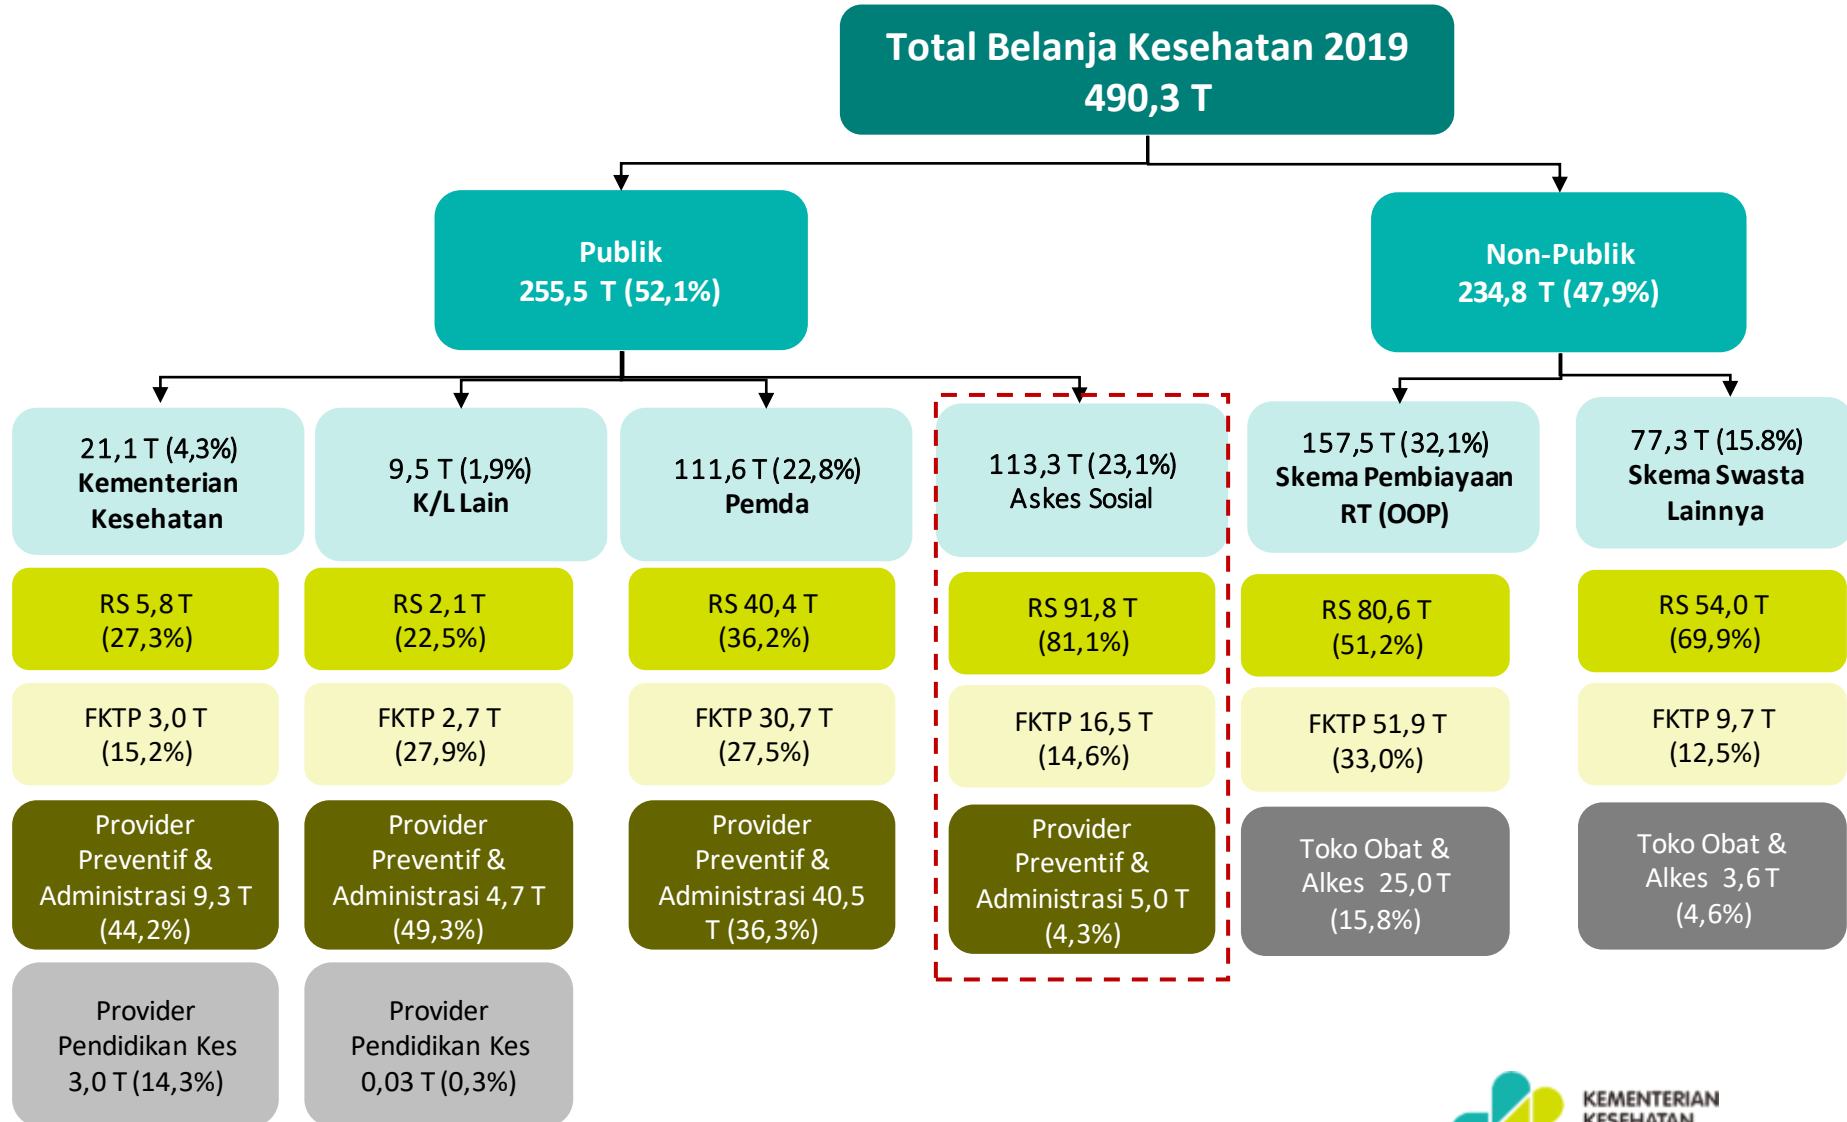 Total Belanja Kesehatan 2019
490,3 T
Publik
255,5 T (52,1%)
Non-Publik
234,8 T (47,9%)
21,1 T (4,3%)
Kementerian
Kesehatan
9,5 T (1,9%)
K/L Lain
111,6 T (22,8%)
Pemda
113,3 T (23,1%)
Askes Sosial
157,5 T (32,1%)
Skema Pembiayaan
RT (OOP)
77,3 T (15.8%)
Skema Swasta
Lainnya
RS 5,8 T
(27,3%)
RS 2,1 T
(22,5%)
RS 40,4 T
(36,2%)
RS 91,8 T
(81,1%)
RS 80,6 T
(51,2%)
RS 54,0 T
(69,9%)
FKTP 3,0 T
(15,2%)
FKTP 2,7 T
(27,9%)
FKTP 30,7 T
(27,5%)
FKTP 16,5 T
(14,6%)
FKTP 51,9 T
(33,0%)
FKTP 9,7 T
(12,5%)
Provider
Preventif &
Administrasi 9,3 T
(44,2%)
Provider
Preventif &
Administrasi 4,7 T
(49,3%)
Provider
Preventif &
Administrasi 40,5
T (36,3%)
Provider
Preventif &
Administrasi 5,0 T
(4,3%)
Toko Obat &
Alkes 25,0 T
(15,8%)
Toko Obat &
Alkes 3,6 T
(4,6%)
Provider
Pendidikan Kes
3,0 T (14,3%)
Provider
Pendidikan Kes
0,03 T (0,3%)
KEMENTERIAN
KESEHATAN